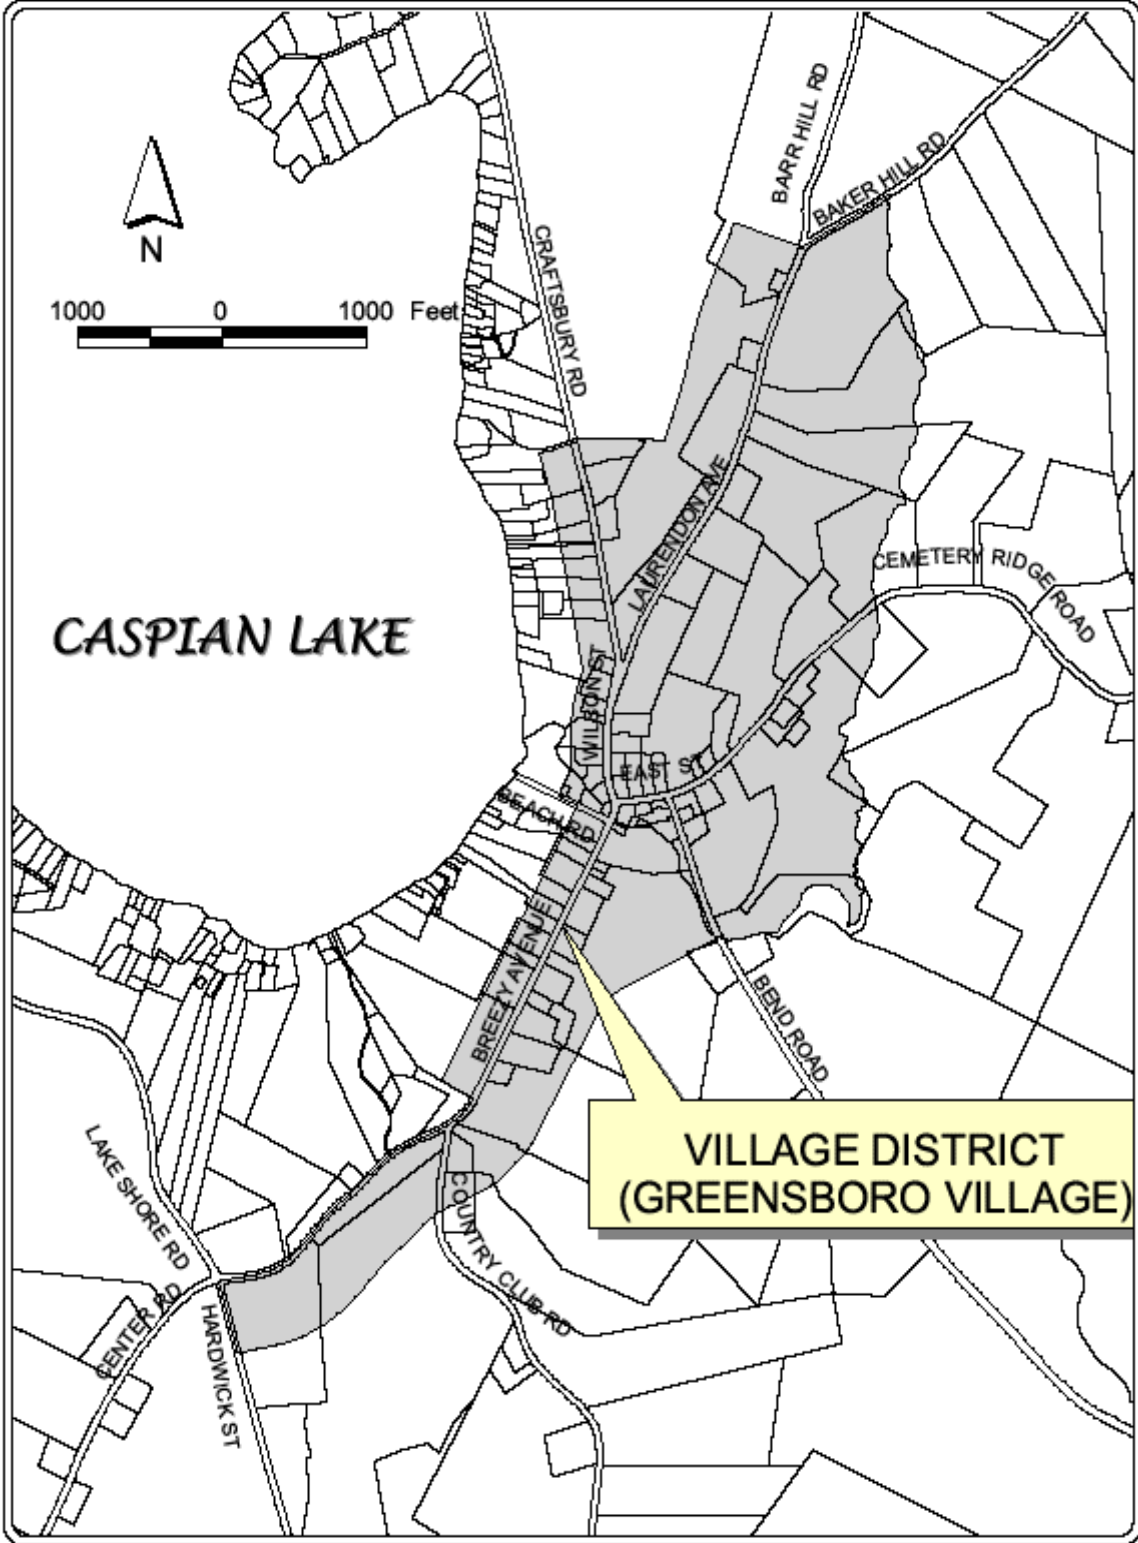 BARR HILL RD
BAKER HILL RD
N
1000 0 1000 Feet
CRAFTSBURY RD
LAURENDON AVE
CEMETERY RIDGE ROAD
CASPIAN LAKE
WILSON ST
EAST ST
BEACH RD
BREEZY AVENUE
BEND ROAD
VILLAGE DISTRICT
(GREENSBORO VILLAGE)
LAKE SHORE RD
COUNTRY CLUB RD
CENTER RD
HARDWICK ST